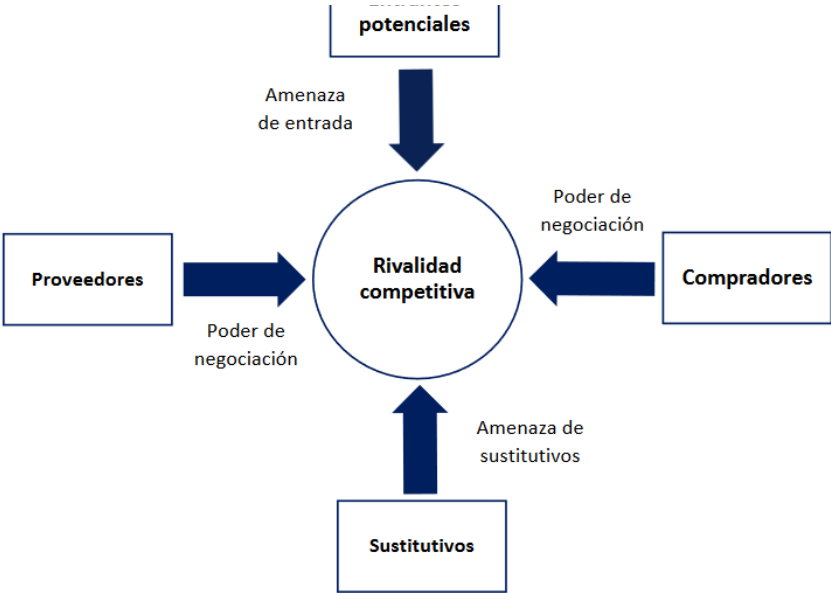 potenciales
Amenaza
de entrada
Poder de
negociación
Proveedores
Rivalidad
competitiva
Compradores
Poder de
negociación
Amenaza de
sustitutivos
Sustitutivos